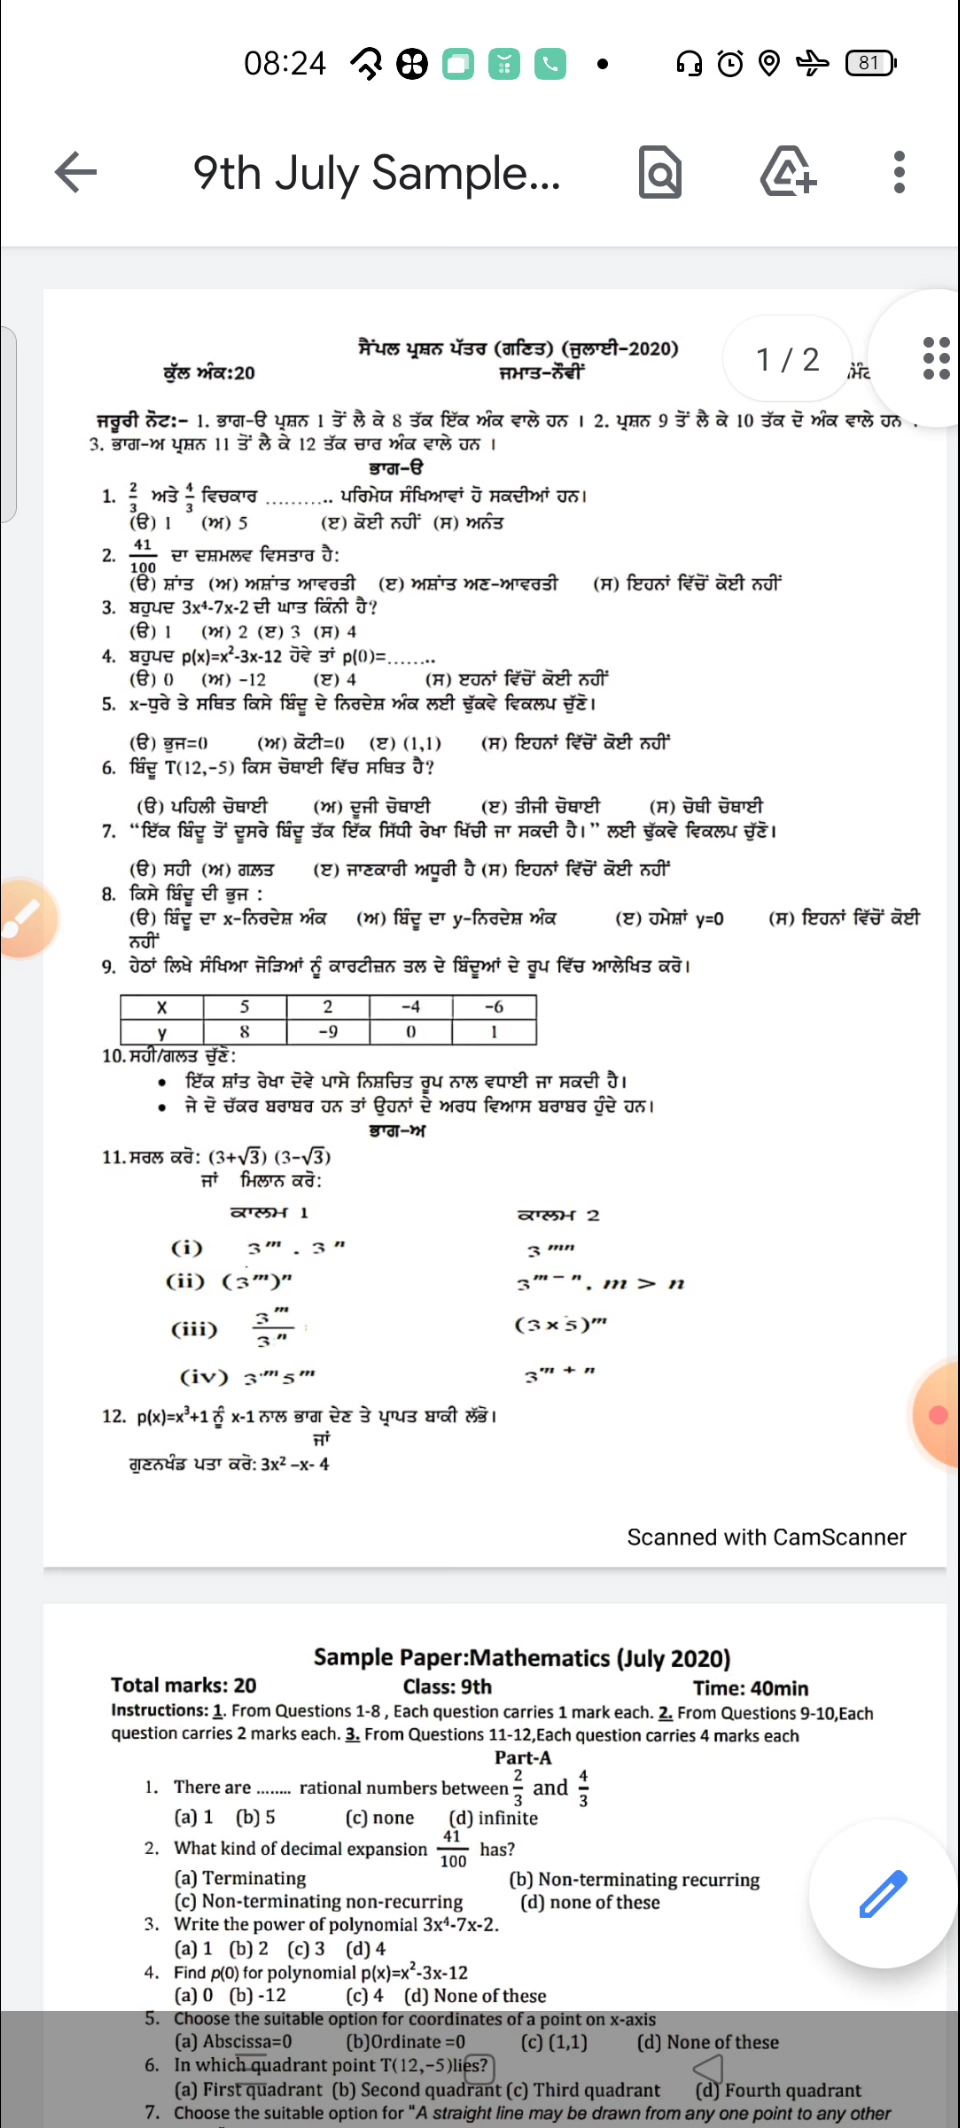 08:24
81
9th July Sample...
1 / 2
ਸੈਂਪਲ ਪ੍ਰਸ਼ਨ ਪੱਤਰ (ਗਣਿਤ) (ਜੁਲਾਈ-2020)
ਕੁੱਲ ਅੰਕ:20 ਜਮਾਤ-ਨੌਵੀਂ
ਜਰੂਰੀ ਨੋਟ:- 1. ਭਾਗ-ੳ ਪ੍ਰਸ਼ਨ 1 ਤੋਂ ਲੈ ਕੇ 8 ਤੱਕ ਇੱਕ ਅੰਕ ਵਾਲੇ ਹਨ । 2. ਪ੍ਰਸ਼ਨ 9 ਤੋਂ ਲੈ ਕੇ 10 ਤੱਕ ਦੋ ਅੰਕ ਵਾਲੇ ਹਨ
3. ਭਾਗ-ਅ ਪ੍ਰਸ਼ਨ 11 ਤੋਂ ਲੈ ਕੇ 12 ਤੱਕ ਚਾਰ ਅੰਕ ਵਾਲੇ ਹਨ ।
ਭਾਗ-ੳ
1. 2/3 ਅਤੇ 4/3 ਵਿਚਕਾਰ ........... ਪਰਿਮੇਯ ਸੰਖਿਆਵਾਂ ਹੋ ਸਕਦੀਆਂ ਹਨ।
(ੳ) 1 (ਅ) 5 (ੲ) ਕੋਈ ਨਹੀਂ (ਸ) ਅਨੰਤ
2. 41/100 ਦਾ ਦਸ਼ਮਲਵ ਵਿਸਤਾਰ ਹੈ:
(ੳ) ਸ਼ਾਂਤ (ਅ) ਅਸ਼ਾਂਤ ਆਵਰਤੀ (ੲ) ਅਸ਼ਾਂਤ ਅਣ-ਆਵਰਤੀ (ਸ) ਇਹਨਾਂ ਵਿੱਚੋਂ ਕੋਈ ਨਹੀਂ
3. ਬਹੁਪਦ 3x⁴-7x-2 ਦੀ ਘਾਤ ਕਿੰਨੀ ਹੈ?
(ੳ) 1 (ਅ) 2 (ੲ) 3 (ਸ) 4
4. ਬਹੁਪਦ p(x)=x²-3x-12 ਹੋਵੇ ਤਾਂ p(0)=........
(ੳ) 0 (ਅ) -12 (ੲ) 4 (ਸ) ੲਹਨਾਂ ਵਿੱਚੋਂ ਕੋਈ ਨਹੀਂ
5. x-ਧੁਰੇ ਤੇ ਸਥਿਤ ਕਿਸੇ ਬਿੰਦੂ ਦੇ ਨਿਰਦੇਸ਼ ਅੰਕ ਲਈ ਢੁੱਕਵੇ ਵਿਕਲਪ ਚੁੱਣੋ।
(ੳ) ਭੁਜ=0 (ਅ) ਕੋਟੀ=0 (ੲ) (1,1) (ਸ) ਇਹਨਾਂ ਵਿੱਚੋਂ ਕੋਈ ਨਹੀਂ
6. ਬਿੰਦੂ T(12,-5) ਕਿਸ ਚੋਥਾਈ ਵਿੱਚ ਸਥਿਤ ਹੈ?
(ੳ) ਪਹਿਲੀ ਚੋਥਾਈ (ਅ) ਦੂਜੀ ਚੋਥਾਈ (ੲ) ਤੀਜੀ ਚੋਥਾਈ (ਸ) ਚੋਥੀ ਚੋਥਾਈ
7. “ਇੱਕ ਬਿੰਦੂ ਤੋਂ ਦੂਸਰੇ ਬਿੰਦੂ ਤੱਕ ਇੱਕ ਸਿੱਧੀ ਰੇਖਾ ਖਿੱਚੀ ਜਾ ਸਕਦੀ ਹੈ।” ਲਈ ਢੁੱਕਵੇ ਵਿਕਲਪ ਚੁੱਣੋ।
(ੳ) ਸਹੀ (ਅ) ਗਲਤ (ੲ) ਜਾਣਕਾਰੀ ਅਧੂਰੀ ਹੈ (ਸ) ਇਹਨਾਂ ਵਿੱਚੋਂ ਕੋਈ ਨਹੀਂ
8. ਕਿਸੇ ਬਿੰਦੂ ਦੀ ਭੁਜ :
(ੳ) ਬਿੰਦੂ ਦਾ x-ਨਿਰਦੇਸ਼ ਅੰਕ (ਅ) ਬਿੰਦੂ ਦਾ y-ਨਿਰਦੇਸ਼ ਅੰਕ (ੲ) ਹਮੇਸ਼ਾਂ y=0 (ਸ) ਇਹਨਾਂ ਵਿੱਚੋਂ ਕੋਈ
ਨਹੀਂ
9. ਹੇਠਾਂ ਲਿਖੇ ਸੰਖਿਆ ਜੋੜਿਆਂ ਨੂੰ ਕਾਰਟੀਜ਼ਨ ਤਲ ਦੇ ਬਿੰਦੂਆਂ ਦੇ ਰੂਪ ਵਿੱਚ ਆਲੇਖਿਤ ਕਰੋ।
X 5 2 -4 -6
y 8 -9 0 1
10. ਸਹੀ/ਗਲਤ ਚੁੱਣੋ:
• ਇੱਕ ਸ਼ਾਂਤ ਰੇਖਾ ਦੋਵੇ ਪਾਸੇ ਨਿਸ਼ਚਿਤ ਰੂਪ ਨਾਲ ਵਧਾਈ ਜਾ ਸਕਦੀ ਹੈ।
• ਜੇ ਦੋ ਚੱਕਰ ਬਰਾਬਰ ਹਨ ਤਾਂ ਉਹਨਾਂ ਦੇ ਅਰਧ ਵਿਆਸ ਬਰਾਬਰ ਹੁੰਦੇ ਹਨ।
ਭਾਗ-ਅ
11. ਸਰਲ ਕਰੋ: (3+√3) (3-√3)
ਜਾਂ ਮਿਲਾਨ ਕਰੋ:
ਕਾਲਮ 1 ਕਾਲਮ 2
(i) 3ᵐ . 3ⁿ 3ᵐⁿ
(ii) (3ᵐ)ⁿ 3ᵐ⁻ⁿ. m > n
(iii) 3ᵐ/3ⁿ (3 × 5)ᵐ
(iv) 3ᵐ5ᵐ 3ᵐ⁺ⁿ
12. p(x)=x³+1 ਨੂੰ x-1 ਨਾਲ ਭਾਗ ਦੇਣ ਤੇ ਪ੍ਰਾਪਤ ਬਾਕੀ ਲੱਭੋ।
ਜਾਂ
ਗੁਣਨਖੰਡ ਪਤਾ ਕਰੋ: 3x² –x- 4
Scanned with CamScanner
Sample Paper:Mathematics (July 2020)
Total marks: 20 Class: 9th Time: 40min
Instructions: 1. From Questions 1-8 , Each question carries 1 mark each. 2. From Questions 9-10,Each
question carries 2 marks each. 3. From Questions 11-12,Each question carries 4 marks each
Part-A
1. There are ........ rational numbers between 2/3 and 4/3
(a) 1 (b) 5 (c) none (d) infinite
2. What kind of decimal expansion 41/100 has?
(a) Terminating (b) Non-terminating recurring
(c) Non-terminating non-recurring (d) none of these
3. Write the power of polynomial 3x⁴-7x-2.
(a) 1 (b) 2 (c) 3 (d) 4
4. Find p(0) for polynomial p(x)=x²-3x-12
(a) 0 (b) -12 (c) 4 (d) None of these
5. Choose the suitable option for coordinates of a point on x-axis
(a) Abscissa=0 (b)Ordinate =0 (c) (1,1) (d) None of these
6. In which quadrant point T(12,-5)lies?
(a) First quadrant (b) Second quadrant (c) Third quadrant (d) Fourth quadrant
7. Choose the suitable option for "A straight line may be drawn from any one point to any other